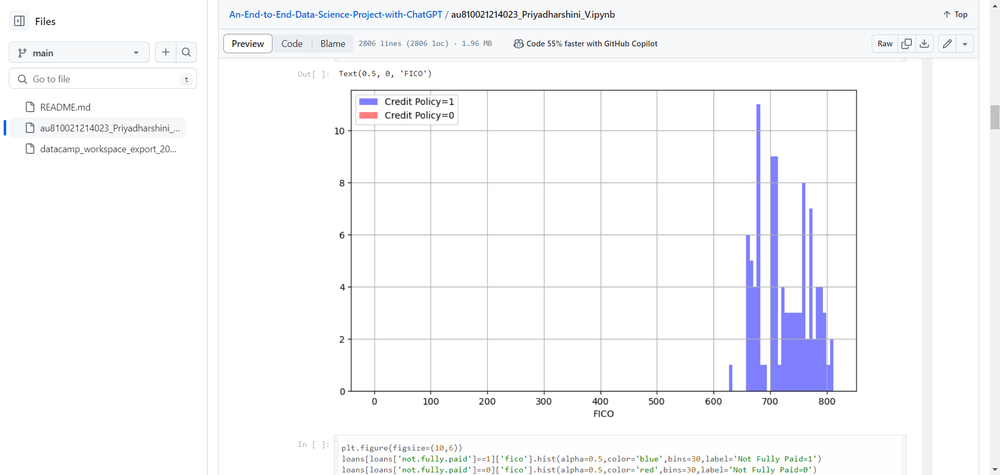 Files
main
Go to file
t
README.md
au810021214023_Priyadharshini_...
datacamp_workspace_export_20...
An-End-to-End-Data-Science-Project-with-ChatGPT / au810021214023_Priyadharshini_V.ipynb
Top
Preview
Code
Blame
2806 lines (2806 loc) · 1.96 MB
Code 55% faster with GitHub Copilot
Raw
Out[ ]:
Text(0.5, 0, 'FICO')
Credit Policy=1
Credit Policy=0
10
8
6
4
2
0
0 100 200 300 400 500 600 700 800
FICO
In [ ]:
plt.figure(figsize=(10,6))
loans[loans['not.fully.paid']==1]['fico'].hist(alpha=0.5,color='blue',bins=30,label='Not Fully Paid=1')
loans[loans['not.fully.paid']==0]['fico'].hist(alpha=0.5,color='red',bins=30,label='Not Fully Paid=0')